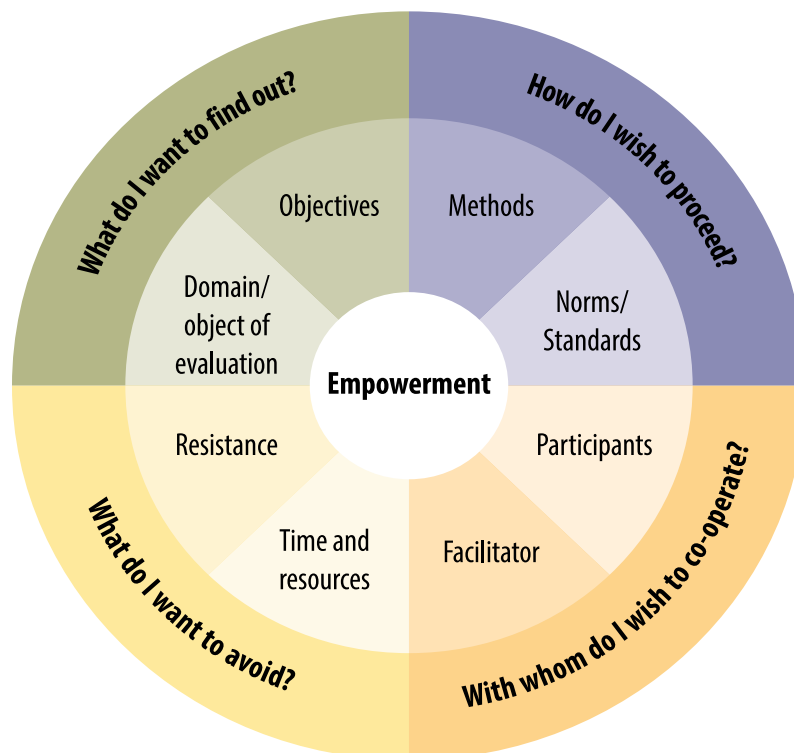 What do I want to find out?
How do I wish to proceed?
Objectives
Methods
Domain/
object of
evaluation
Norms/
Standards
Empowerment
Resistance
Participants
Time and
resources
Facilitator
What do I want to avoid?
With whom do I wish to co-operate?